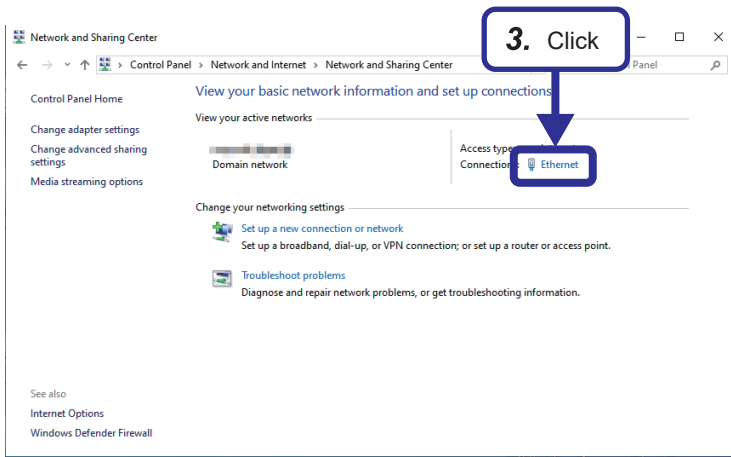 3. Click
Network and Sharing Center
Control Panel > Network and Internet > Network and Sharing Center
Panel
Control Panel Home
View your basic network information and set up connections
View your active networks
Change adapter settings
Change advanced sharing
settings
Media streaming options
Domain network
Access type
Connections: Ethernet
Change your networking settings
Set up a new connection or network
Set up a broadband, dial-up, or VPN connection; or set up a router or access point.
Troubleshoot problems
Diagnose and repair network problems, or get troubleshooting information.
See also
Internet Options
Windows Defender Firewall